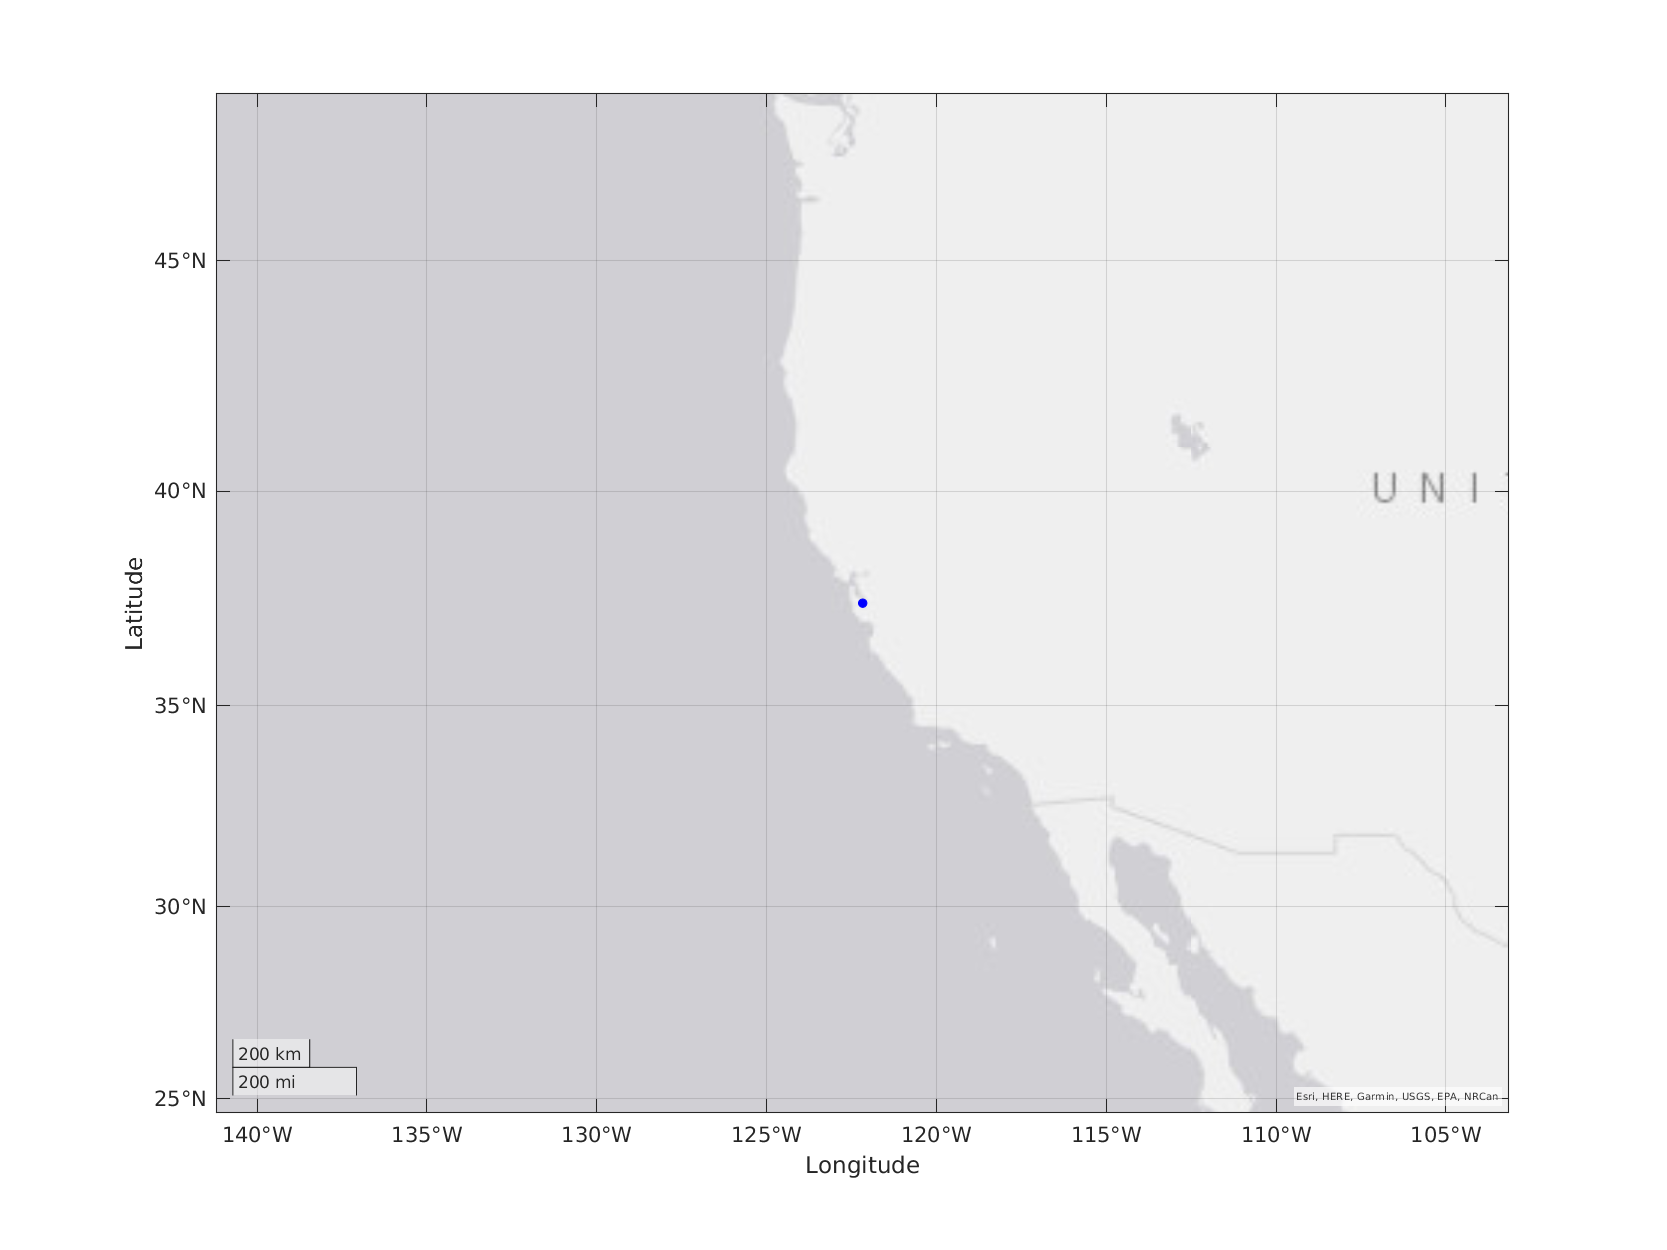 45°N
40°N
35°N
30°N
25°N
Latitude
U N I
200 km
200 mi
Esri, HERE, Garmin, USGS, EPA, NRCan
140°W 135°W 130°W 125°W 120°W 115°W 110°W 105°W
Longitude